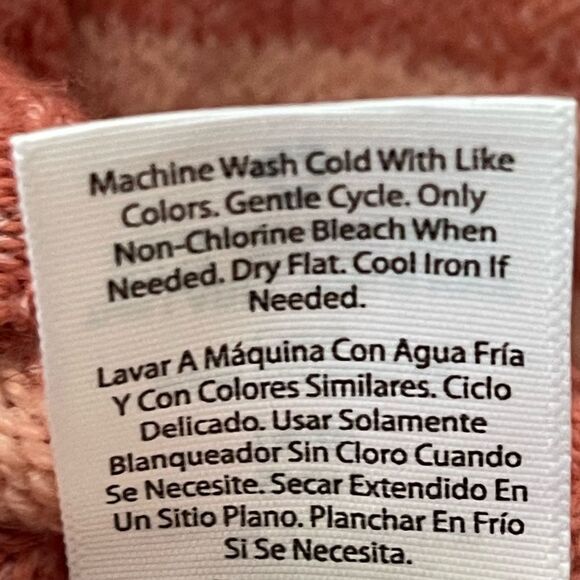 Machine Wash Cold With Like
Colors. Gentle Cycle. Only
Non-Chlorine Bleach When
Needed. Dry Flat. Cool Iron If
Needed.
Lavar A Máquina Con Agua Fría
Y Con Colores Similares. Ciclo
Delicado. Usar Solamente
Blanqueador Sin Cloro Cuando
Se Necesite. Secar Extendido En
Un Sitio Plano. Planchar En Frío
Si Se Necesita.